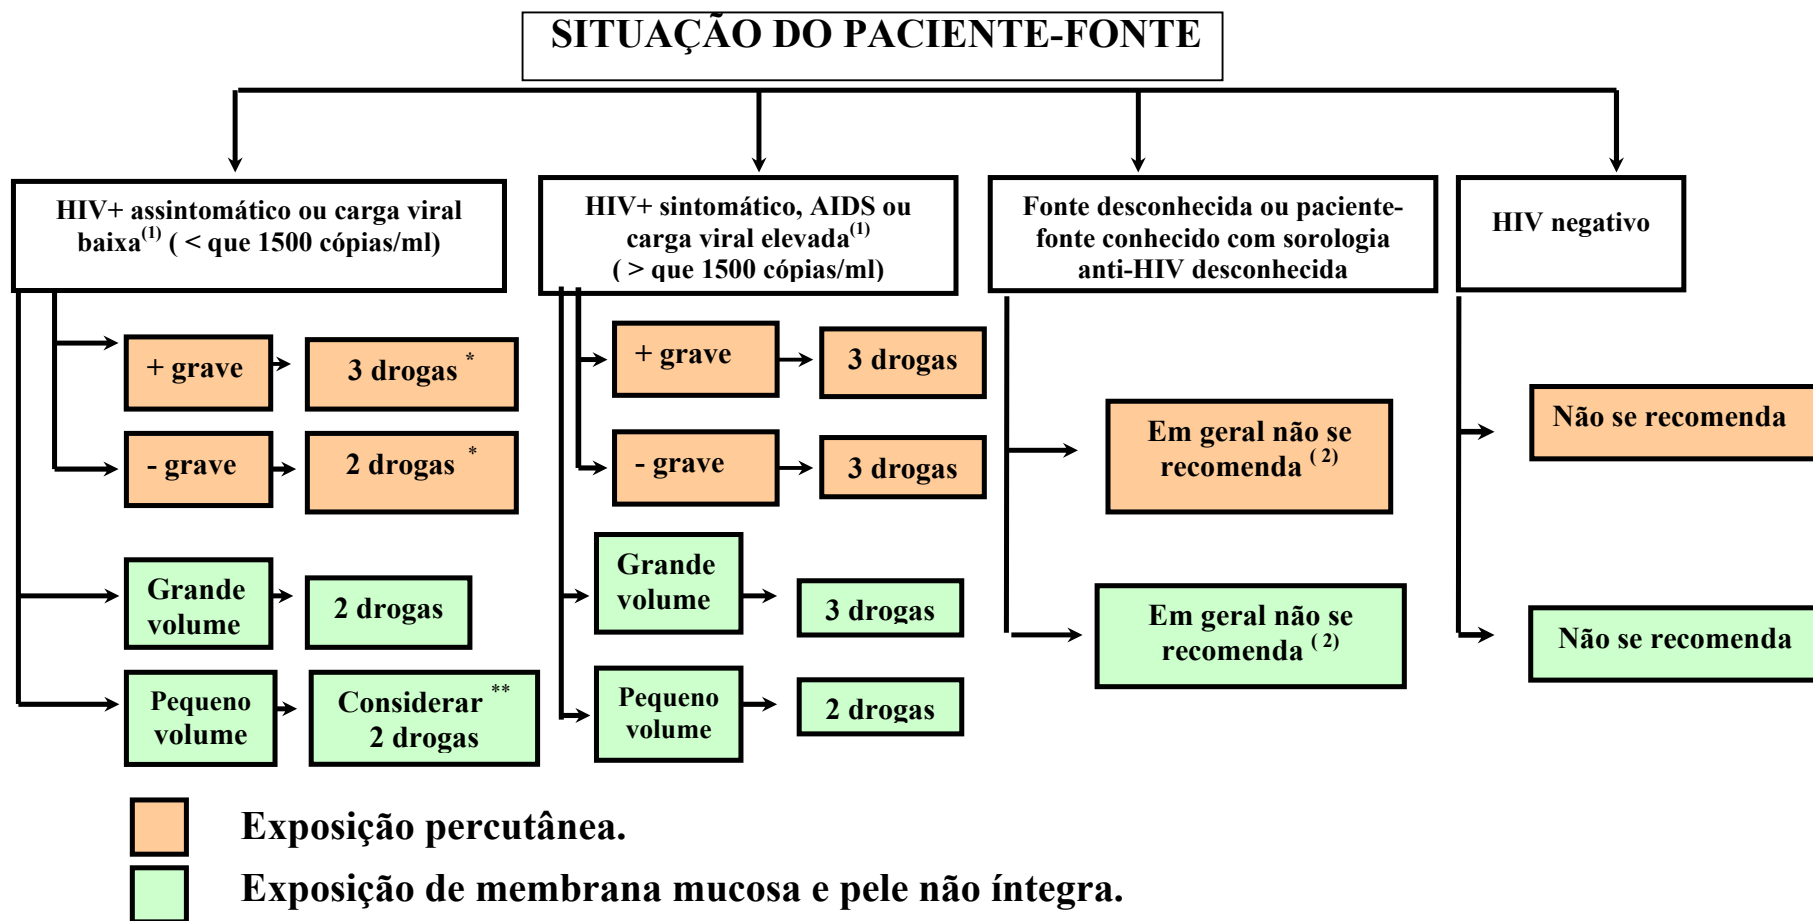 SITUAÇÃO DO PACIENTE-FONTE
HIV+ assintomático ou carga viral
baixa(1) ( < que 1500 cópias/ml)
HIV+ sintomático, AIDS ou
carga viral elevada(1)
( > que 1500 cópias/ml)
Fonte desconhecida ou paciente-
fonte conhecido com sorologia
anti-HIV desconhecida
HIV negativo
+ grave
3 drogas *
- grave
2 drogas *
Grande
volume
2 drogas
Pequeno
volume
Considerar **
2 drogas
+ grave
3 drogas
- grave
3 drogas
Grande
volume
3 drogas
Pequeno
volume
2 drogas
Em geral não se
recomenda ( 2)
Em geral não se
recomenda ( 2)
Não se recomenda
Não se recomenda
Exposição percutânea.
Exposição de membrana mucosa e pele não íntegra.